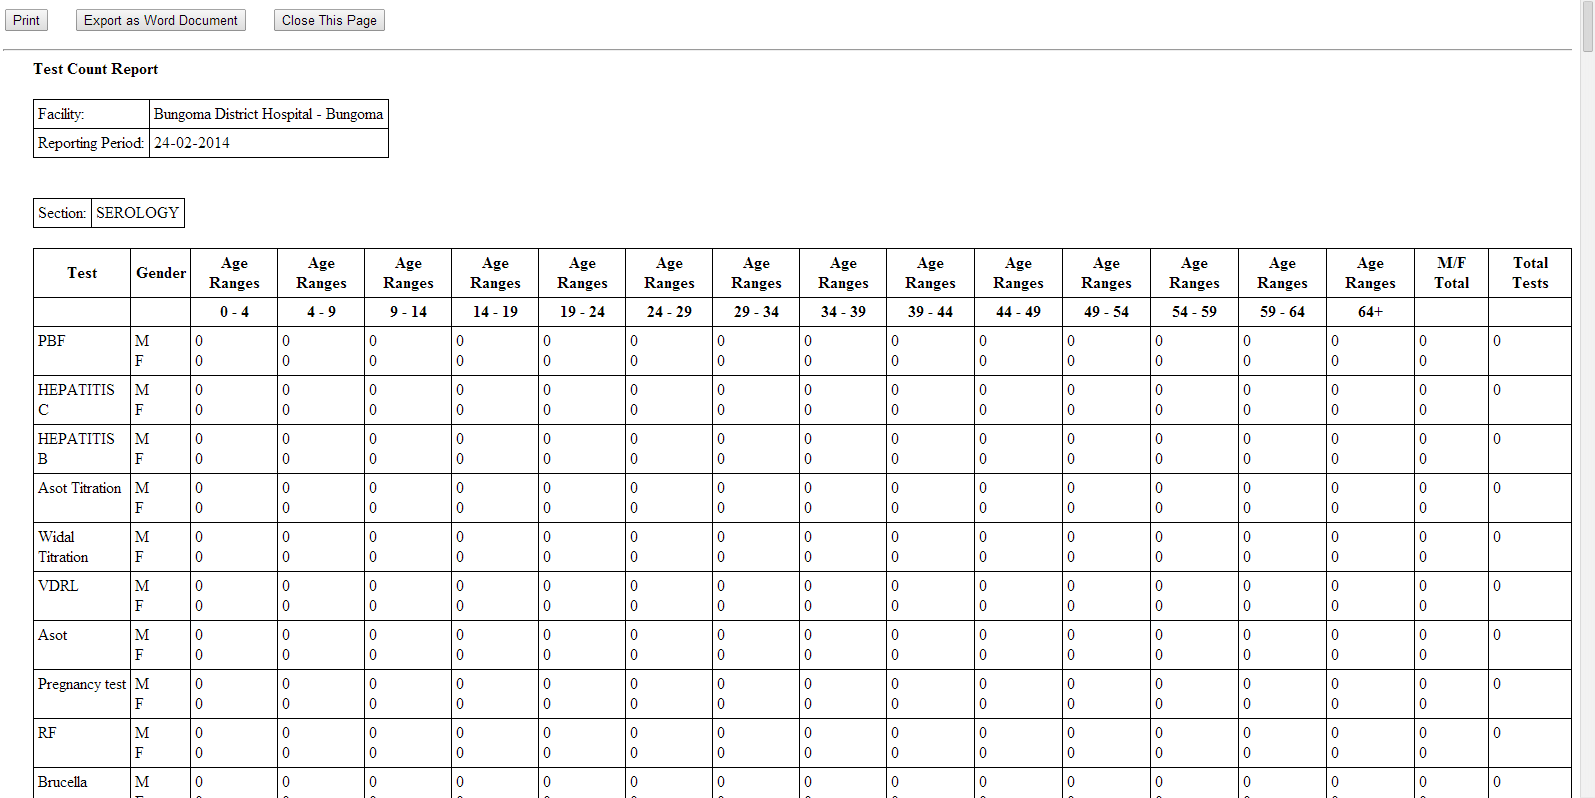 Print Export as Word Document Close This Page
Test Count Report
Facility: Bungoma District Hospital - Bungoma
Reporting Period: 24-02-2014
Section: SEROLOGY
Test Gender Age Ranges Age Ranges Age Ranges Age Ranges Age Ranges Age Ranges Age Ranges Age Ranges Age Ranges Age Ranges Age Ranges Age Ranges Age Ranges Age Ranges M/F Total Total Tests
0 - 4 4 - 9 9 - 14 14 - 19 19 - 24 24 - 29 29 - 34 34 - 39 39 - 44 44 - 49 49 - 54 54 - 59 59 - 64 64+
PBF M 0 0 0 0 0 0 0 0 0 0 0 0 0 0 0 0
F 0 0 0 0 0 0 0 0 0 0 0 0 0 0 0
HEPATITIS M 0 0 0 0 0 0 0 0 0 0 0 0 0 0 0 0
C F 0 0 0 0 0 0 0 0 0 0 0 0 0 0 0
HEPATITIS M 0 0 0 0 0 0 0 0 0 0 0 0 0 0 0 0
B F 0 0 0 0 0 0 0 0 0 0 0 0 0 0 0
Asot Titration M 0 0 0 0 0 0 0 0 0 0 0 0 0 0 0 0
F 0 0 0 0 0 0 0 0 0 0 0 0 0 0 0
Widal M 0 0 0 0 0 0 0 0 0 0 0 0 0 0 0 0
Titration F 0 0 0 0 0 0 0 0 0 0 0 0 0 0 0
VDRL M 0 0 0 0 0 0 0 0 0 0 0 0 0 0 0 0
F 0 0 0 0 0 0 0 0 0 0 0 0 0 0 0
Asot M 0 0 0 0 0 0 0 0 0 0 0 0 0 0 0 0
F 0 0 0 0 0 0 0 0 0 0 0 0 0 0 0
Pregnancy test M 0 0 0 0 0 0 0 0 0 0 0 0 0 0 0 0
F 0 0 0 0 0 0 0 0 0 0 0 0 0 0 0
RF M 0 0 0 0 0 0 0 0 0 0 0 0 0 0 0 0
F 0 0 0 0 0 0 0 0 0 0 0 0 0 0 0
Brucella M 0 0 0 0 0 0 0 0 0 0 0 0 0 0 0 0